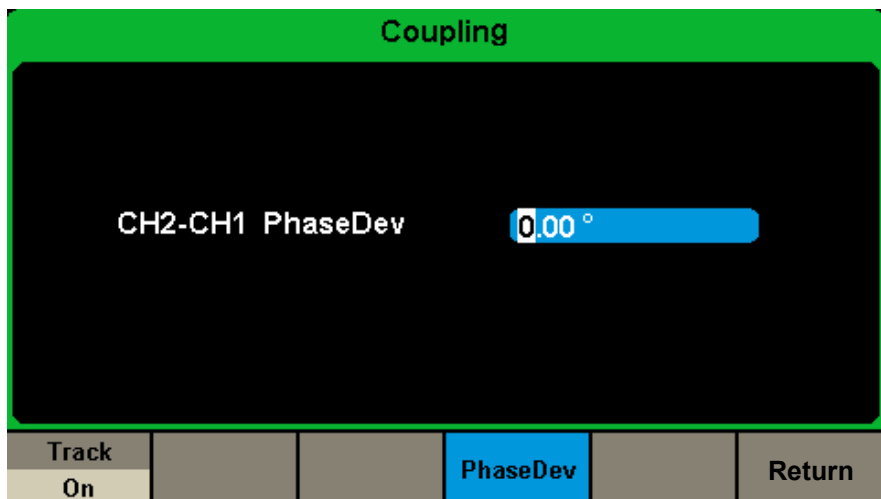 Coupling
CH2-CH1 PhaseDev 0.00 °
Track
On
PhaseDev
Return